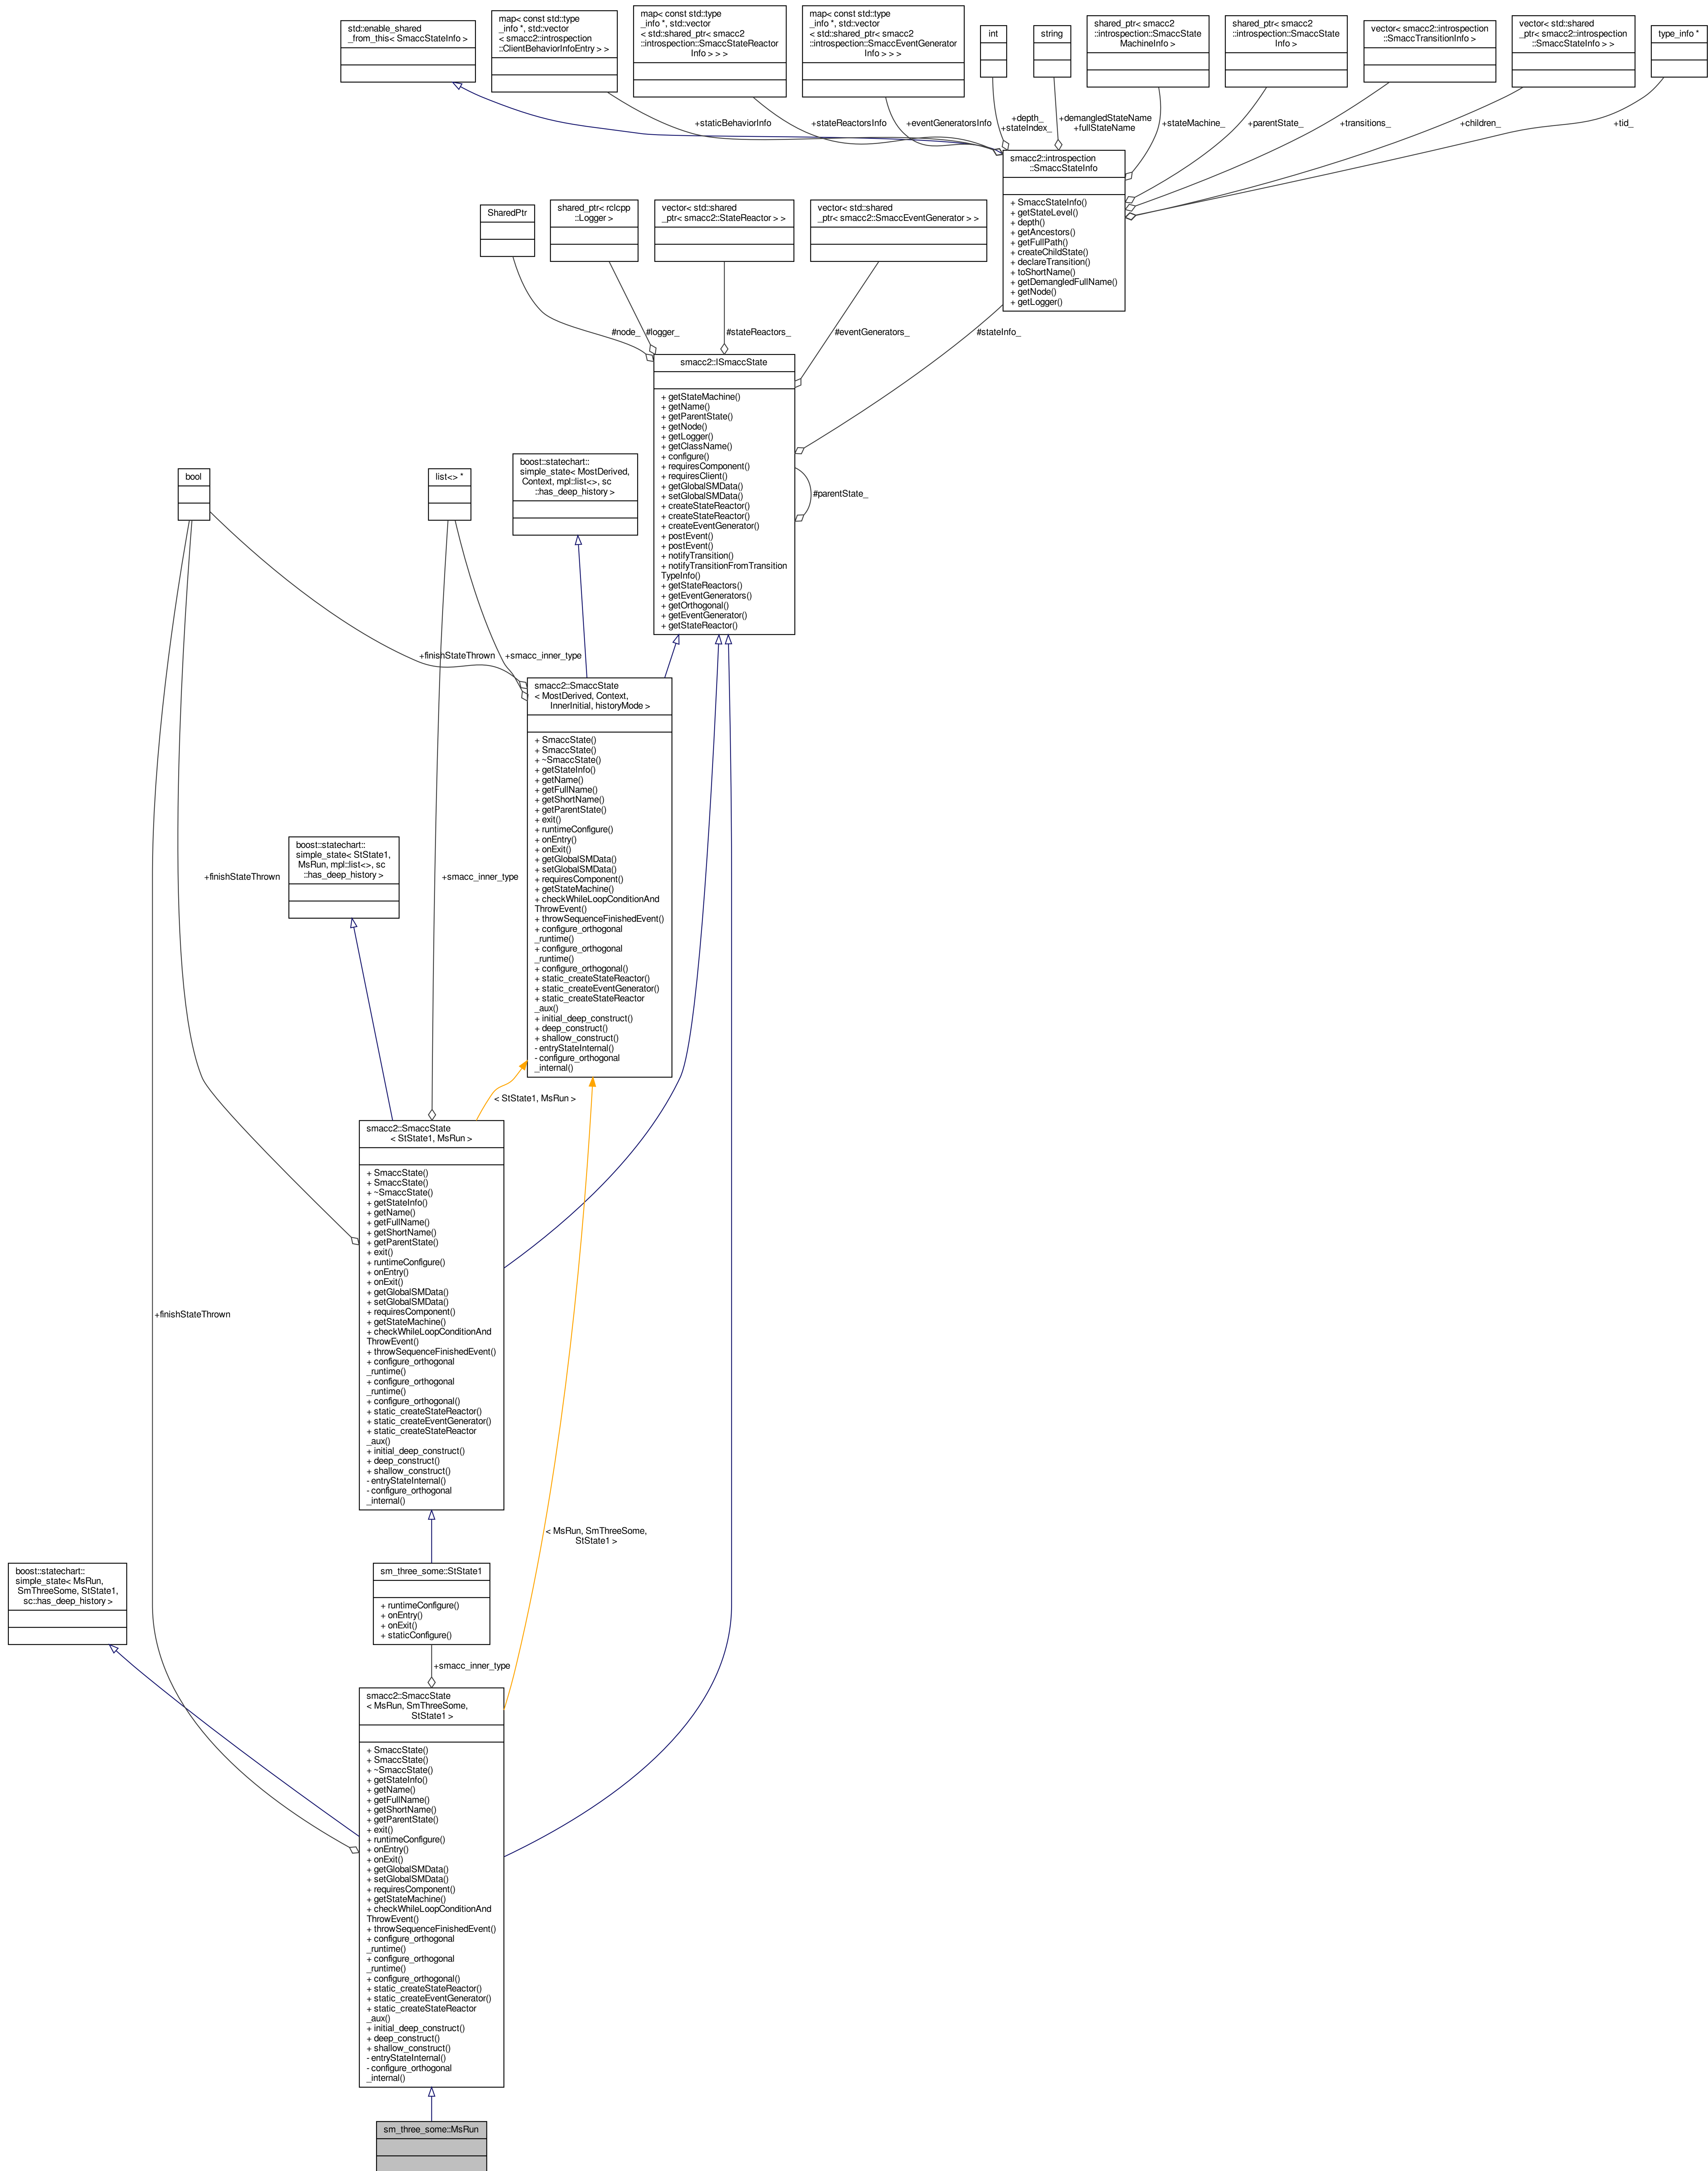 std::enable_shared
_from_this< SmaccStateInfo >
map< const std::type
_info *, std::vector
< smacc2::introspection
::ClientBehaviorInfoEntry > >
map< const std::type
_info *, std::vector
< std::shared_ptr< smacc2
::introspection::SmaccStateReactor
Info > > >
map< const std::type
_info *, std::vector
< std::shared_ptr< smacc2
::introspection::SmaccEventGenerator
Info > > >
int
string
shared_ptr< smacc2
::introspection::SmaccState
MachineInfo >
shared_ptr< smacc2
::introspection::SmaccState
Info >
vector< smacc2::introspection
::SmaccTransitionInfo >
vector< std::shared
_ptr< smacc2::introspection
::SmaccStateInfo > >
type_info *
+staticBehaviorInfo
+stateReactorsInfo
+eventGeneratorsInfo
+depth_
+stateIndex_
+demangledStateName
+fullStateName
+stateMachine_
+parentState_
+transitions_
+children_
+tid_
smacc2::introspection
::SmaccStateInfo
+ SmaccStateInfo()
+ getStateLevel()
+ depth()
+ getAncestors()
+ getFullPath()
+ createChildState()
+ declareTransition()
+ toShortName()
+ getDemangledFullName()
+ getNode()
+ getLogger()
SharedPtr
shared_ptr< rclcpp
::Logger >
vector< std::shared
_ptr< smacc2::StateReactor > >
vector< std::shared
_ptr< smacc2::SmaccEventGenerator > >
#node_
#logger_
#stateReactors_
#eventGenerators_
#stateInfo_
smacc2::ISmaccState
+ getStateMachine()
+ getName()
+ getParentState()
+ getNode()
+ getLogger()
+ getClassName()
+ configure()
+ requiresComponent()
+ requiresClient()
+ getGlobalSMData()
+ setGlobalSMData()
+ createStateReactor()
+ createStateReactor()
+ createEventGenerator()
+ postEvent()
+ postEvent()
+ notifyTransition()
+ notifyTransitionFromTransition
TypeInfo()
+ getStateReactors()
+ getEventGenerators()
+ getOrthogonal()
+ getEventGenerator()
+ getStateReactor()
#parentState_
bool
list<> *
boost::statechart::
simple_state< MostDerived,
Context, mpl::list<>, sc
::has_deep_history >
+finishStateThrown
+smacc_inner_type
smacc2::SmaccState
< MostDerived, Context,
InnerInitial, historyMode >
+ SmaccState()
+ SmaccState()
+ ~SmaccState()
+ getStateInfo()
+ getName()
+ getFullName()
+ getShortName()
+ getParentState()
+ exit()
+ runtimeConfigure()
+ onEntry()
+ onExit()
+ getGlobalSMData()
+ setGlobalSMData()
+ requiresComponent()
+ getStateMachine()
+ checkWhileLoopConditionAnd
ThrowEvent()
+ throwSequenceFinishedEvent()
+ configure_orthogonal
_runtime()
+ configure_orthogonal
_runtime()
+ configure_orthogonal()
+ static_createStateReactor()
+ static_createEventGenerator()
+ static_createStateReactor
_aux()
+ initial_deep_construct()
+ deep_construct()
+ shallow_construct()
- entryStateInternal()
- configure_orthogonal
_internal()
boost::statechart::
simple_state< StState1,
MsRun, mpl::list<>, sc
::has_deep_history >
+finishStateThrown
+smacc_inner_type
< StState1, MsRun >
smacc2::SmaccState
< StState1, MsRun >
+ SmaccState()
+ SmaccState()
+ ~SmaccState()
+ getStateInfo()
+ getName()
+ getFullName()
+ getShortName()
+ getParentState()
+ exit()
+ runtimeConfigure()
+ onEntry()
+ onExit()
+ getGlobalSMData()
+ setGlobalSMData()
+ requiresComponent()
+ getStateMachine()
+ checkWhileLoopConditionAnd
ThrowEvent()
+ throwSequenceFinishedEvent()
+ configure_orthogonal
_runtime()
+ configure_orthogonal
_runtime()
+ configure_orthogonal()
+ static_createStateReactor()
+ static_createEventGenerator()
+ static_createStateReactor
_aux()
+ initial_deep_construct()
+ deep_construct()
+ shallow_construct()
- entryStateInternal()
- configure_orthogonal
_internal()
+finishStateThrown
< MsRun, SmThreeSome,
StState1 >
boost::statechart::
simple_state< MsRun,
SmThreeSome, StState1,
sc::has_deep_history >
sm_three_some::StState1
+ runtimeConfigure()
+ onEntry()
+ onExit()
+ staticConfigure()
+smacc_inner_type
smacc2::SmaccState
< MsRun, SmThreeSome,
StState1 >
+ SmaccState()
+ SmaccState()
+ ~SmaccState()
+ getStateInfo()
+ getName()
+ getFullName()
+ getShortName()
+ getParentState()
+ exit()
+ runtimeConfigure()
+ onEntry()
+ onExit()
+ getGlobalSMData()
+ setGlobalSMData()
+ requiresComponent()
+ getStateMachine()
+ checkWhileLoopConditionAnd
ThrowEvent()
+ throwSequenceFinishedEvent()
+ configure_orthogonal
_runtime()
+ configure_orthogonal
_runtime()
+ configure_orthogonal()
+ static_createStateReactor()
+ static_createEventGenerator()
+ static_createStateReactor
_aux()
+ initial_deep_construct()
+ deep_construct()
+ shallow_construct()
- entryStateInternal()
- configure_orthogonal
_internal()
sm_three_some::MsRun